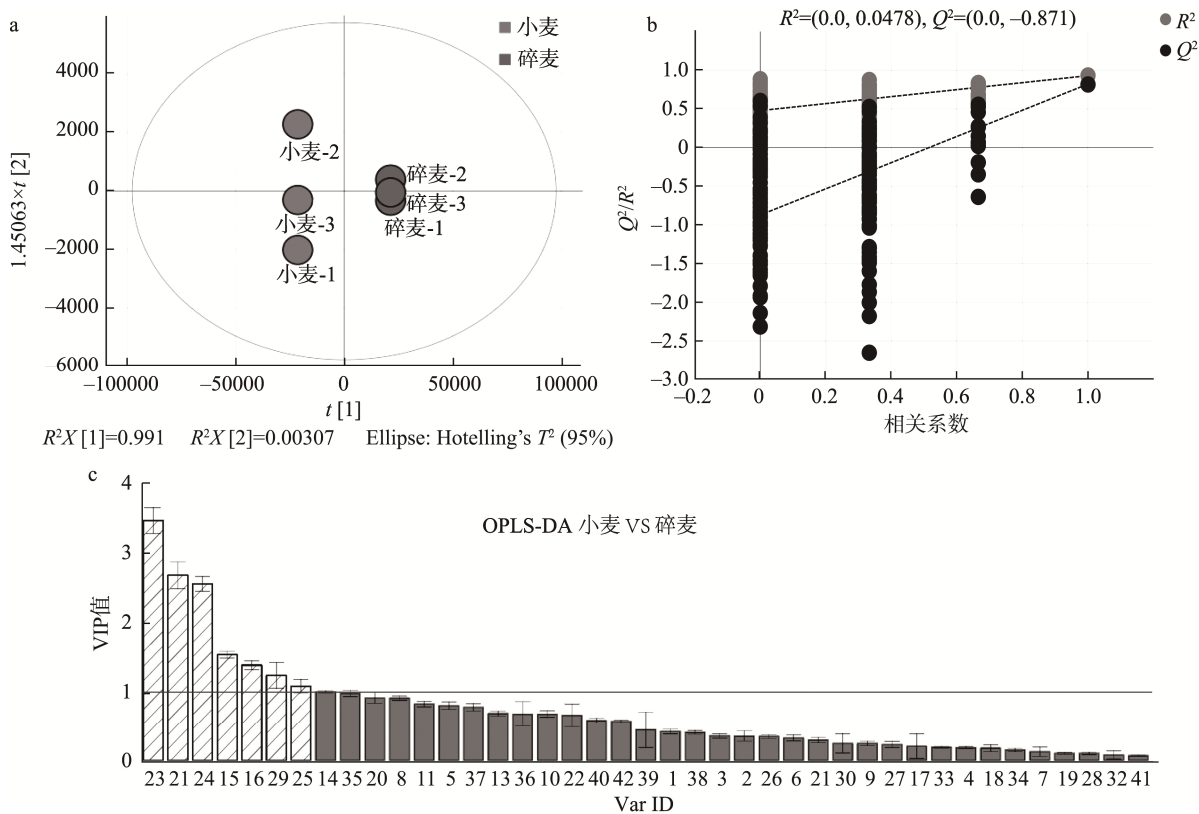 a
小麦
碎麦
4000
2000
0
−2000
−4000
−6000
1.45063×t [2]
小麦-2
小麦-3
小麦-1
碎麦-2
碎麦-3
碎麦-1
−100000 −50000 0 50000 100000
t [1]
R²X [1]=0.991 R²X [2]=0.00307 Ellipse: Hotelling's T² (95%)
b
R²=(0.0, 0.0478), Q²=(0.0, −0.871)
R²
Q²
1.0
0.5
0
−0.5
−1.0
−1.5
−2.0
−2.5
−3.0
Q²/R²
−0.2 0 0.2 0.4 0.6 0.8 1.0
相关系数
c
OPLS-DA 小麦 VS 碎麦
4
3
2
1
0
VIP值
23 21 24 15 16 29 25 14 35 20 8 11 5 37 13 36 10 22 40 42 39 1 38 3 2 26 6 21 30 9 27 17 33 4 18 34 7 19 28 32 41
Var ID